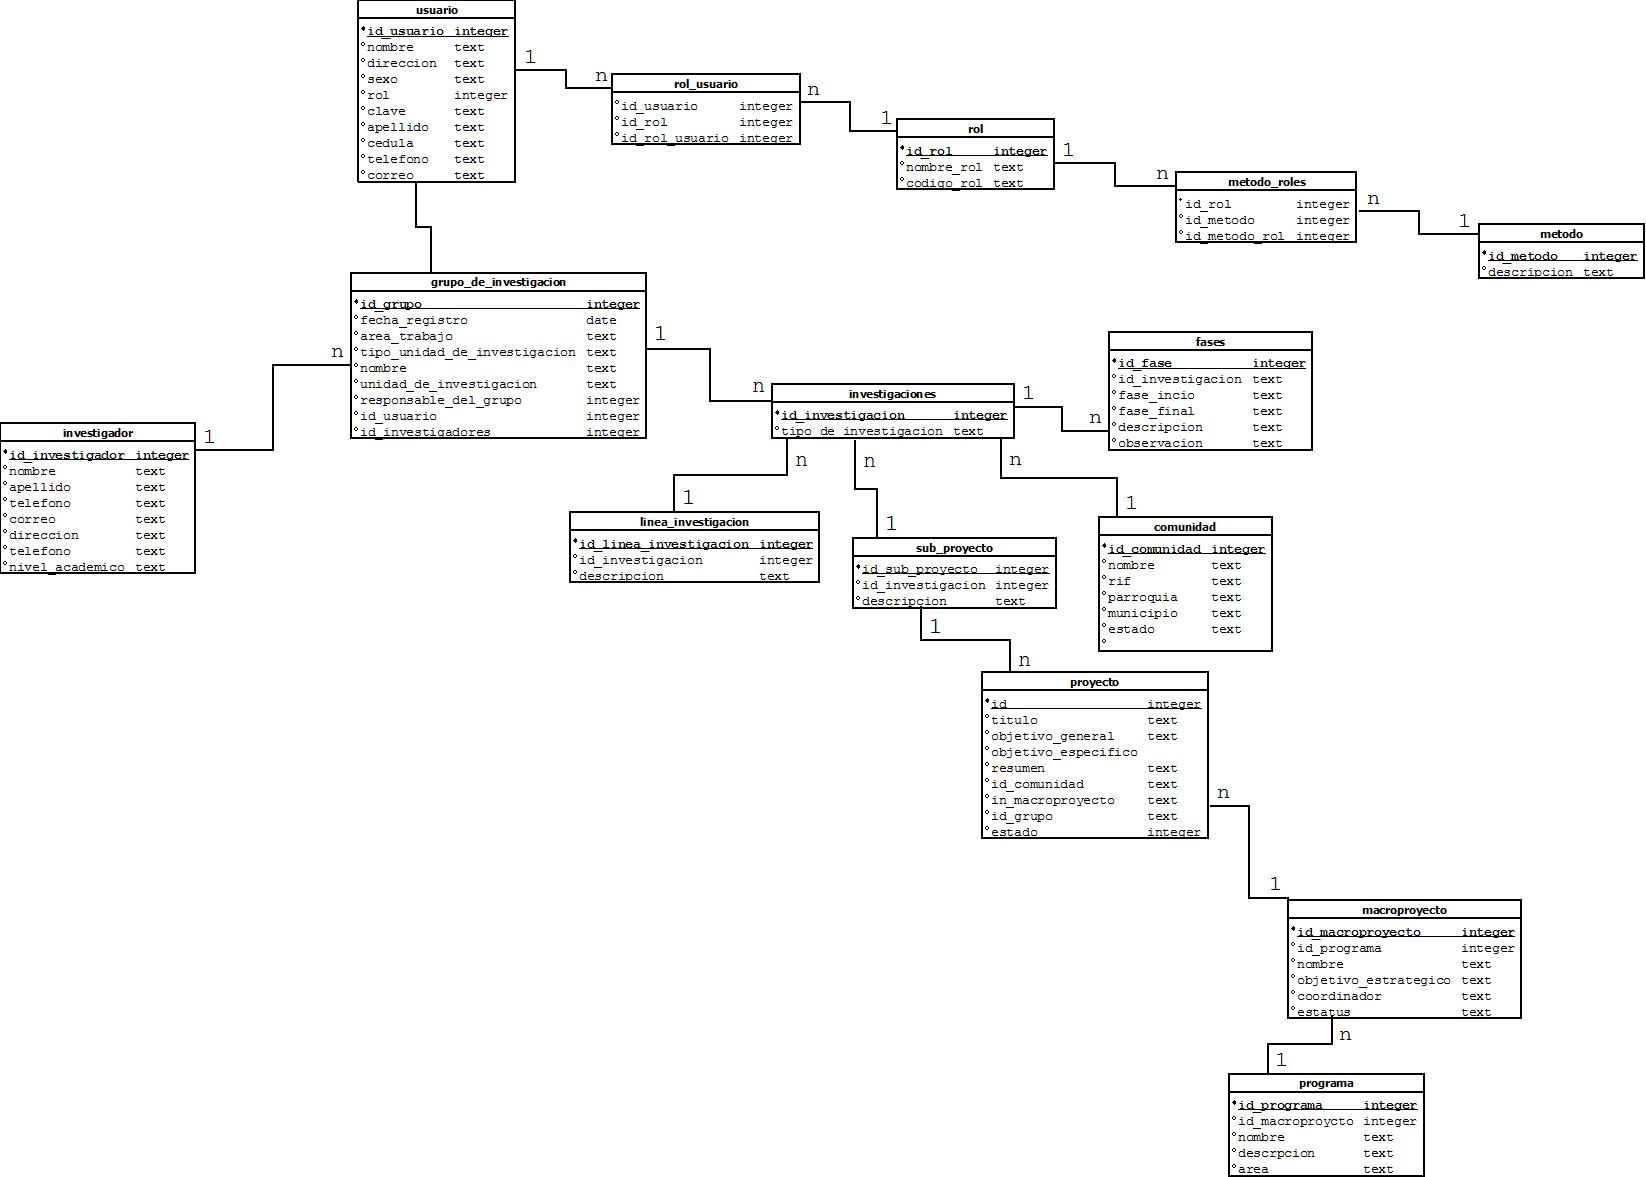 usuario
id_usuario integer
nombre text
direccion text
sexo text
rol integer
clave text
apellido text
cedula text
telefono text
correo text
1
n
rol_usuario
id_usuario integer
id_rol integer
id_rol_usuario integer
n
1
rol
id_rol integer
nombre_rol text
codigo_rol text
1
n
metodo_roles
id_rol integer
id_metodo integer
id_metodo_rol integer
n
1
metodo
id_metodo integer
descripcion text
grupo_de_investigacion
id_grupo integer
fecha_registro date
area_trabajo text
tipo_unidad_de_investigacion text
nombre text
unidad_de_investigacion text
responsable_del_grupo integer
id_usuario integer
id_investigadores integer
n
1
investigador
id_investigador integer
nombre text
apellido text
telefono text
correo text
direccion text
telefono text
nivel_academico text
1
n
investigaciones
id_investigacion integer
tipo_de_investigacion text
1
n
fases
id_fase integer
id_investigacion text
fase_incio text
fase_final text
descripcion text
observacion text
n
1
linea_investigacion
id_linea_investigacion integer
id_investigacion integer
descripcion text
n
1
sub_proyecto
id_sub_proyecto integer
id_investigacion integer
descripcion text
n
1
comunidad
id_comunidad integer
nombre text
rif text
parroquia text
municipio text
estado text
1
n
proyecto
id integer
titulo text
objetivo_general text
objetivo_especifico
resumen text
id_comunidad text
in_macroproyecto text
id_grupo text
estado integer
n
1
macroproyecto
id_macroproyecto integer
id_programa integer
nombre text
objetivo_estrategico text
coordinador text
estatus text
n
1
programa
id_programa integer
id_macroproycto integer
nombre text
descrpcion text
area text